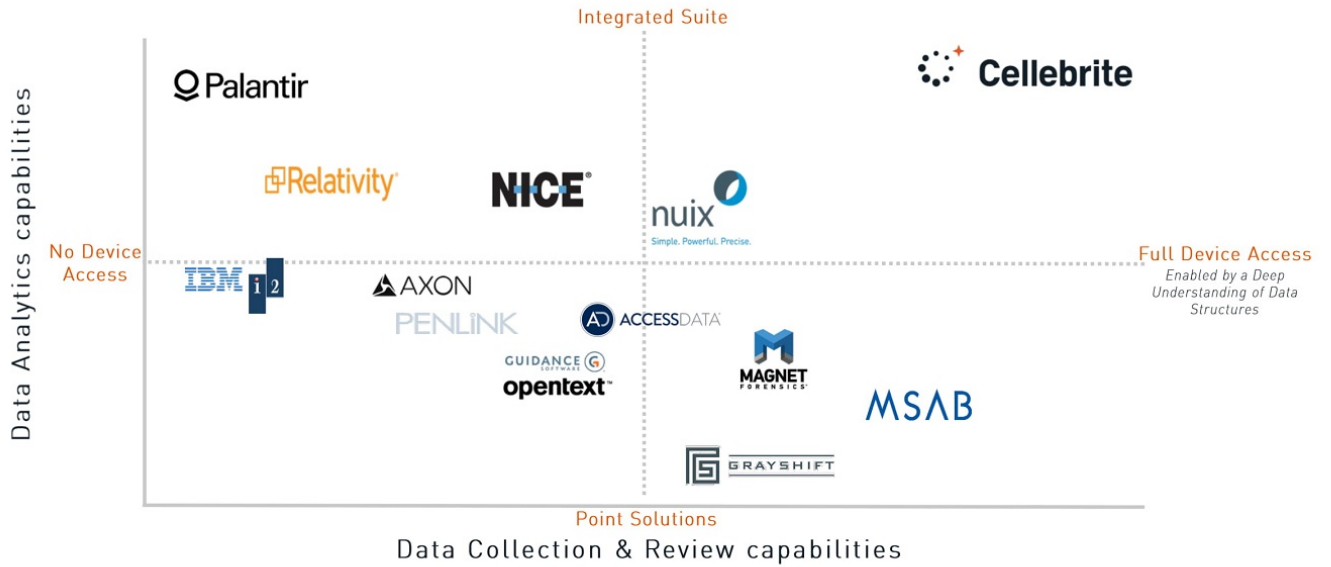 Integrated Suite
Palantir
Cellebrite
Relativity®
NICE®
nuix
Simple. Powerful. Precise.
Data Analytics capabilities
No Device
Access
Full Device Access
Enabled by a Deep
Understanding of Data
Structures
IBM i2
AXON
PENLINK
AD ACCESSDATA
GUIDANCE G
SOFTWARE
opentext™
MAGNET
FORENSICS®
MSAB
GRAYSHIFT
Point Solutions
Data Collection & Review capabilities